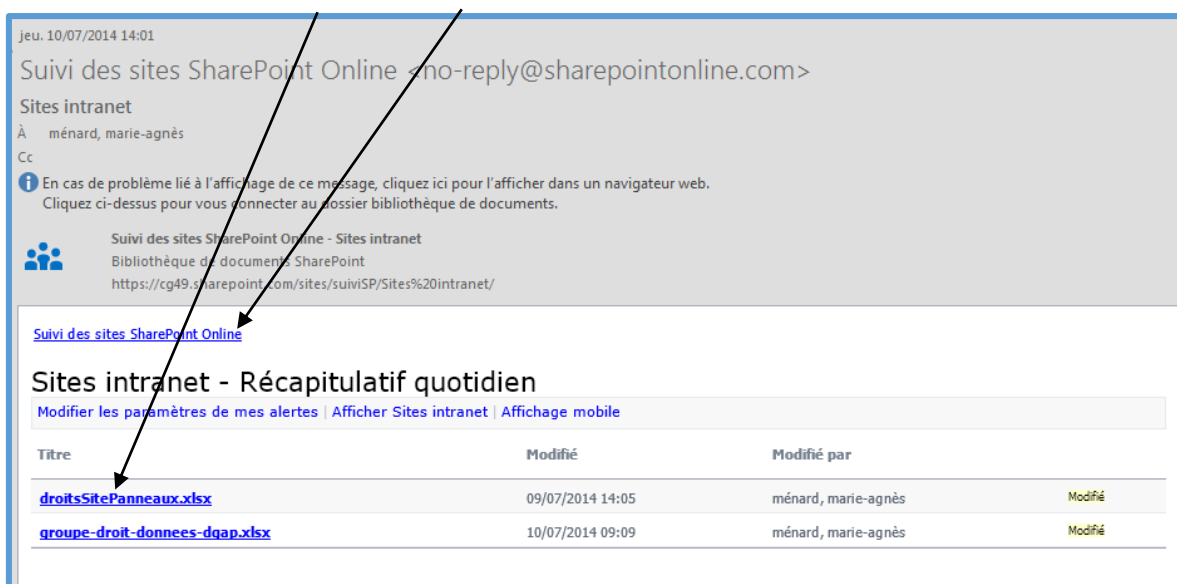 jeu. 10/07/2014 14:01
Suivi des sites SharePoint Online <no-reply@sharepointonline.com>
Sites intranet
À ménard, marie-agnès
Cc
En cas de problème lié à l'affichage de ce message, cliquez ici pour l'afficher dans un navigateur web.
Cliquez ci-dessus pour vous connecter au dossier bibliothèque de documents.
Suivi des sites SharePoint Online - Sites intranet
Bibliothèque de documents SharePoint
https://cg49.sharepoint.com/sites/suiviSP/Sites%20intranet/
Suivi des sites SharePoint Online
Sites intranet - Récapitulatif quotidien
Modifier les paramètres de mes alertes | Afficher Sites intranet | Affichage mobile
Titre Modifié Modifié par
droitsSitePanneaux.xlsx 09/07/2014 14:05 ménard, marie-agnès Modifié
groupe-droit-donnees-dgap.xlsx 10/07/2014 09:09 ménard, marie-agnès Modifié